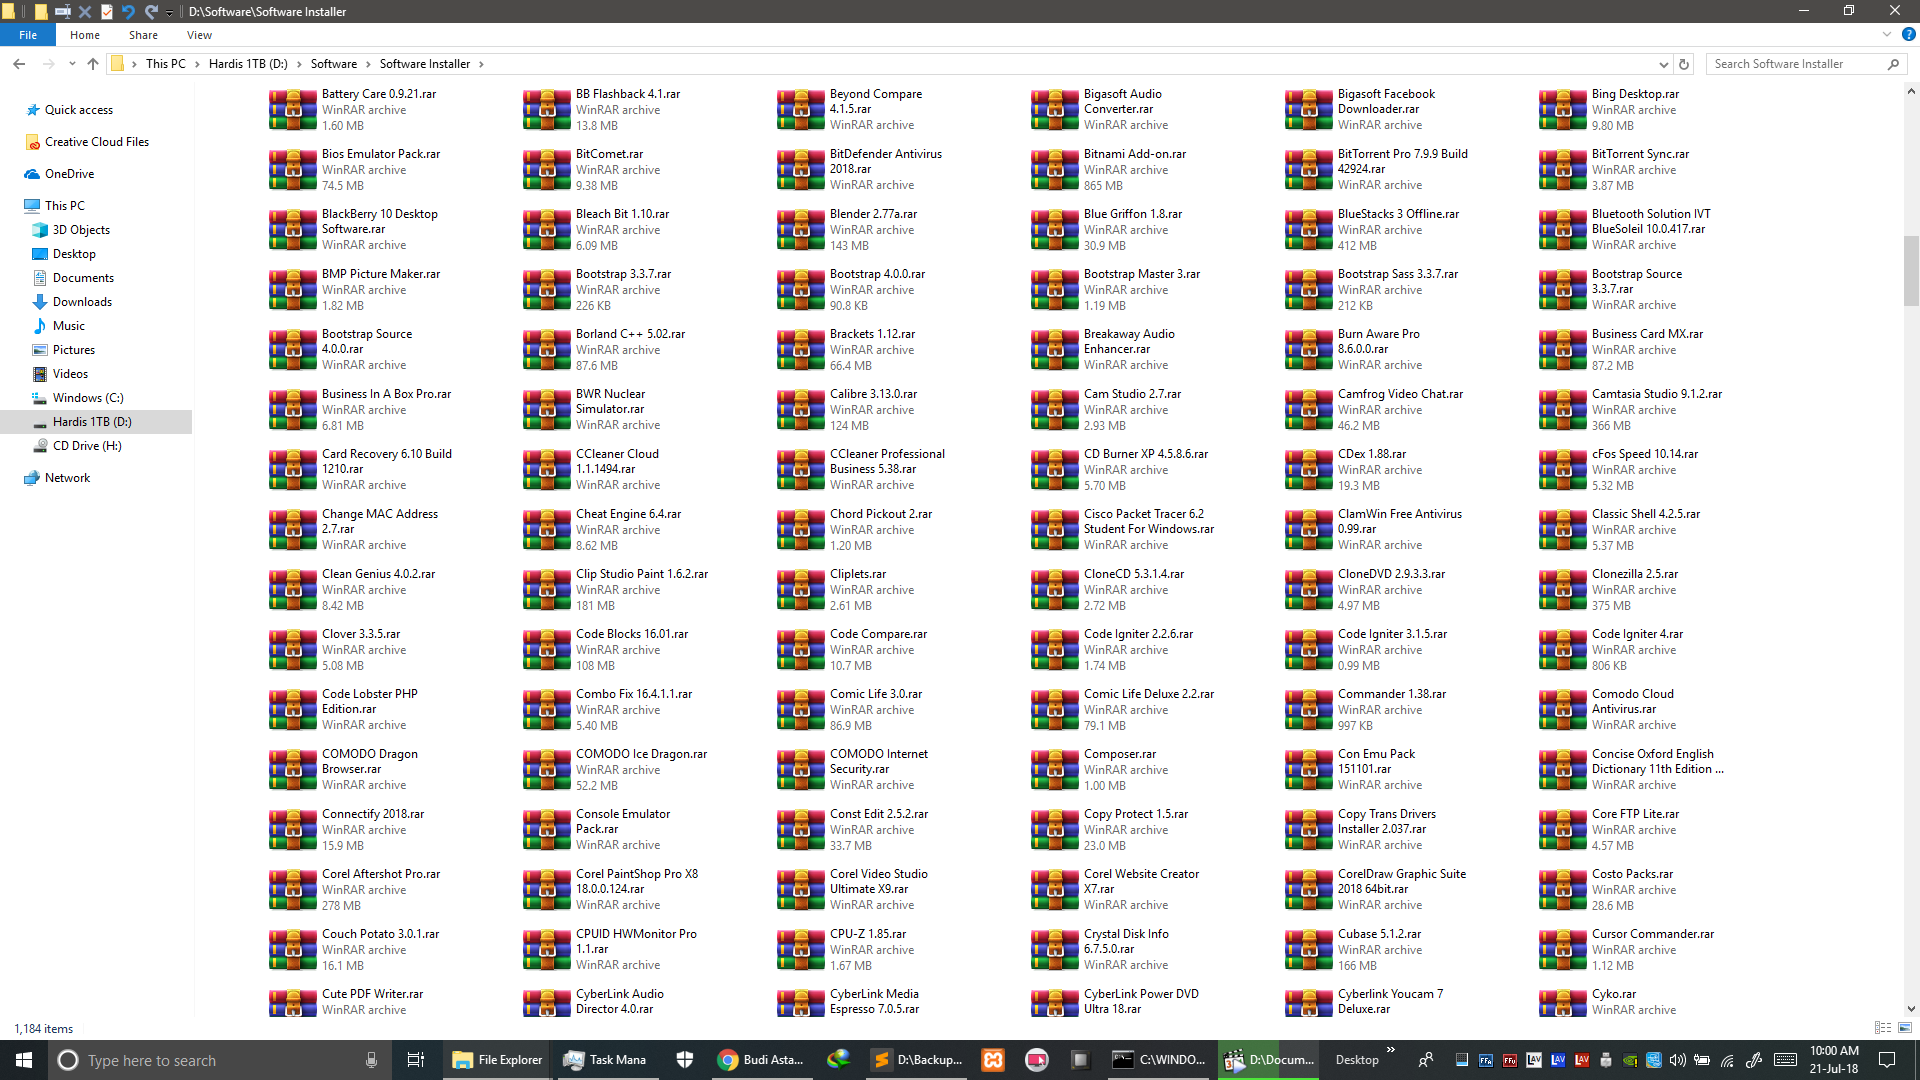 D:\Software\Software Installer
File Home Share View
This PC Hardis 1TB (D:) Software Software Installer
Search Software Installer
Quick access
Creative Cloud Files
OneDrive
This PC
3D Objects
Desktop
Documents
Downloads
Music
Pictures
Videos
Windows (C:)
Hardis 1TB (D:)
CD Drive (H:)
Network
Battery Care 0.9.21.rar
WinRAR archive
1.60 MB
BB Flashback 4.1.rar
WinRAR archive
13.8 MB
Beyond Compare
4.1.5.rar
WinRAR archive
Bigasoft Audio
Converter.rar
WinRAR archive
Bigasoft Facebook
Downloader.rar
WinRAR archive
Bing Desktop.rar
WinRAR archive
9.80 MB
Bios Emulator Pack.rar
WinRAR archive
74.5 MB
BitComet.rar
WinRAR archive
9.38 MB
BitDefender Antivirus
2018.rar
WinRAR archive
Bitnami Add-on.rar
WinRAR archive
865 MB
BitTorrent Pro 7.9.9 Build
42924.rar
WinRAR archive
BitTorrent Sync.rar
WinRAR archive
3.87 MB
BlackBerry 10 Desktop
Software.rar
WinRAR archive
Bleach Bit 1.10.rar
WinRAR archive
6.09 MB
Blender 2.77a.rar
WinRAR archive
143 MB
Blue Griffon 1.8.rar
WinRAR archive
30.9 MB
BlueStacks 3 Offline.rar
WinRAR archive
412 MB
Bluetooth Solution IVT
BlueSoleil 10.0.417.rar
WinRAR archive
BMP Picture Maker.rar
WinRAR archive
1.82 MB
Bootstrap 3.3.7.rar
WinRAR archive
226 KB
Bootstrap 4.0.0.rar
WinRAR archive
90.8 KB
Bootstrap Master 3.rar
WinRAR archive
1.19 MB
Bootstrap Sass 3.3.7.rar
WinRAR archive
212 KB
Bootstrap Source
3.3.7.rar
WinRAR archive
Bootstrap Source
4.0.0.rar
WinRAR archive
Borland C++ 5.02.rar
WinRAR archive
87.6 MB
Brackets 1.12.rar
WinRAR archive
66.4 MB
Breakaway Audio
Enhancer.rar
WinRAR archive
Burn Aware Pro
8.6.0.0.rar
WinRAR archive
Business Card MX.rar
WinRAR archive
87.2 MB
Business In A Box Pro.rar
WinRAR archive
6.81 MB
BWR Nuclear
Simulator.rar
WinRAR archive
Calibre 3.13.0.rar
WinRAR archive
124 MB
Cam Studio 2.7.rar
WinRAR archive
2.93 MB
Camfrog Video Chat.rar
WinRAR archive
46.2 MB
Camtasia Studio 9.1.2.rar
WinRAR archive
366 MB
Card Recovery 6.10 Build
1210.rar
WinRAR archive
CCleaner Cloud
1.1.1494.rar
WinRAR archive
CCleaner Professional
Business 5.38.rar
WinRAR archive
CD Burner XP 4.5.8.6.rar
WinRAR archive
5.70 MB
CDex 1.88.rar
WinRAR archive
19.3 MB
cFos Speed 10.14.rar
WinRAR archive
5.32 MB
Change MAC Address
2.7.rar
WinRAR archive
Cheat Engine 6.4.rar
WinRAR archive
8.62 MB
Chord Pickout 2.rar
WinRAR archive
1.20 MB
Cisco Packet Tracer 6.2
Student For Windows.rar
WinRAR archive
ClamWin Free Antivirus
0.99.rar
WinRAR archive
Classic Shell 4.2.5.rar
WinRAR archive
5.37 MB
Clean Genius 4.0.2.rar
WinRAR archive
8.42 MB
Clip Studio Paint 1.6.2.rar
WinRAR archive
181 MB
Cliplets.rar
WinRAR archive
2.61 MB
CloneCD 5.3.1.4.rar
WinRAR archive
2.72 MB
CloneDVD 2.9.3.3.rar
WinRAR archive
4.97 MB
Clonezilla 2.5.rar
WinRAR archive
375 MB
Clover 3.3.5.rar
WinRAR archive
5.08 MB
Code Blocks 16.01.rar
WinRAR archive
108 MB
Code Compare.rar
WinRAR archive
10.7 MB
Code Igniter 2.2.6.rar
WinRAR archive
1.74 MB
Code Igniter 3.1.5.rar
WinRAR archive
0.99 MB
Code Igniter 4.rar
WinRAR archive
806 KB
Code Lobster PHP
Edition.rar
WinRAR archive
Combo Fix 16.4.1.1.rar
WinRAR archive
5.40 MB
Comic Life 3.0.rar
WinRAR archive
86.9 MB
Comic Life Deluxe 2.2.rar
WinRAR archive
79.1 MB
Commander 1.38.rar
WinRAR archive
997 KB
Comodo Cloud
Antivirus.rar
WinRAR archive
COMODO Dragon
Browser.rar
WinRAR archive
COMODO Ice Dragon.rar
WinRAR archive
52.2 MB
COMODO Internet
Security.rar
WinRAR archive
Composer.rar
WinRAR archive
1.00 MB
Con Emu Pack
151101.rar
WinRAR archive
Concise Oxford English
Dictionary 11th Edition ...
WinRAR archive
Connectify 2018.rar
WinRAR archive
15.9 MB
Console Emulator
Pack.rar
WinRAR archive
Const Edit 2.5.2.rar
WinRAR archive
33.7 MB
Copy Protect 1.5.rar
WinRAR archive
23.0 MB
Copy Trans Drivers
Installer 2.037.rar
WinRAR archive
Core FTP Lite.rar
WinRAR archive
4.57 MB
Corel Aftershot Pro.rar
WinRAR archive
278 MB
Corel PaintShop Pro X8
18.0.0.124.rar
WinRAR archive
Corel Video Studio
Ultimate X9.rar
WinRAR archive
Corel Website Creator
X7.rar
WinRAR archive
CorelDraw Graphic Suite
2018 64bit.rar
WinRAR archive
Costo Packs.rar
WinRAR archive
28.6 MB
Couch Potato 3.0.1.rar
WinRAR archive
16.1 MB
CPUID HWMonitor Pro
1.1.rar
WinRAR archive
CPU-Z 1.85.rar
WinRAR archive
1.67 MB
Crystal Disk Info
6.7.5.0.rar
WinRAR archive
Cubase 5.1.2.rar
WinRAR archive
166 MB
Cursor Commander.rar
WinRAR archive
1.12 MB
Cute PDF Writer.rar
WinRAR archive
CyberLink Audio
Director 4.0.rar
CyberLink Media
Espresso 7.0.5.rar
CyberLink Power DVD
Ultra 18.rar
Cyberlink Youcam 7
Deluxe.rar
Cyko.rar
WinRAR archive
1,184 items
Type here to search
File Explorer
Task Mana
Budi Asta...
D:\Backup...
C:\WINDO...
D:\Docum...
Desktop
FFa
FFv
LAV
LAV
LAV
10:00 AM
21-Jul-18